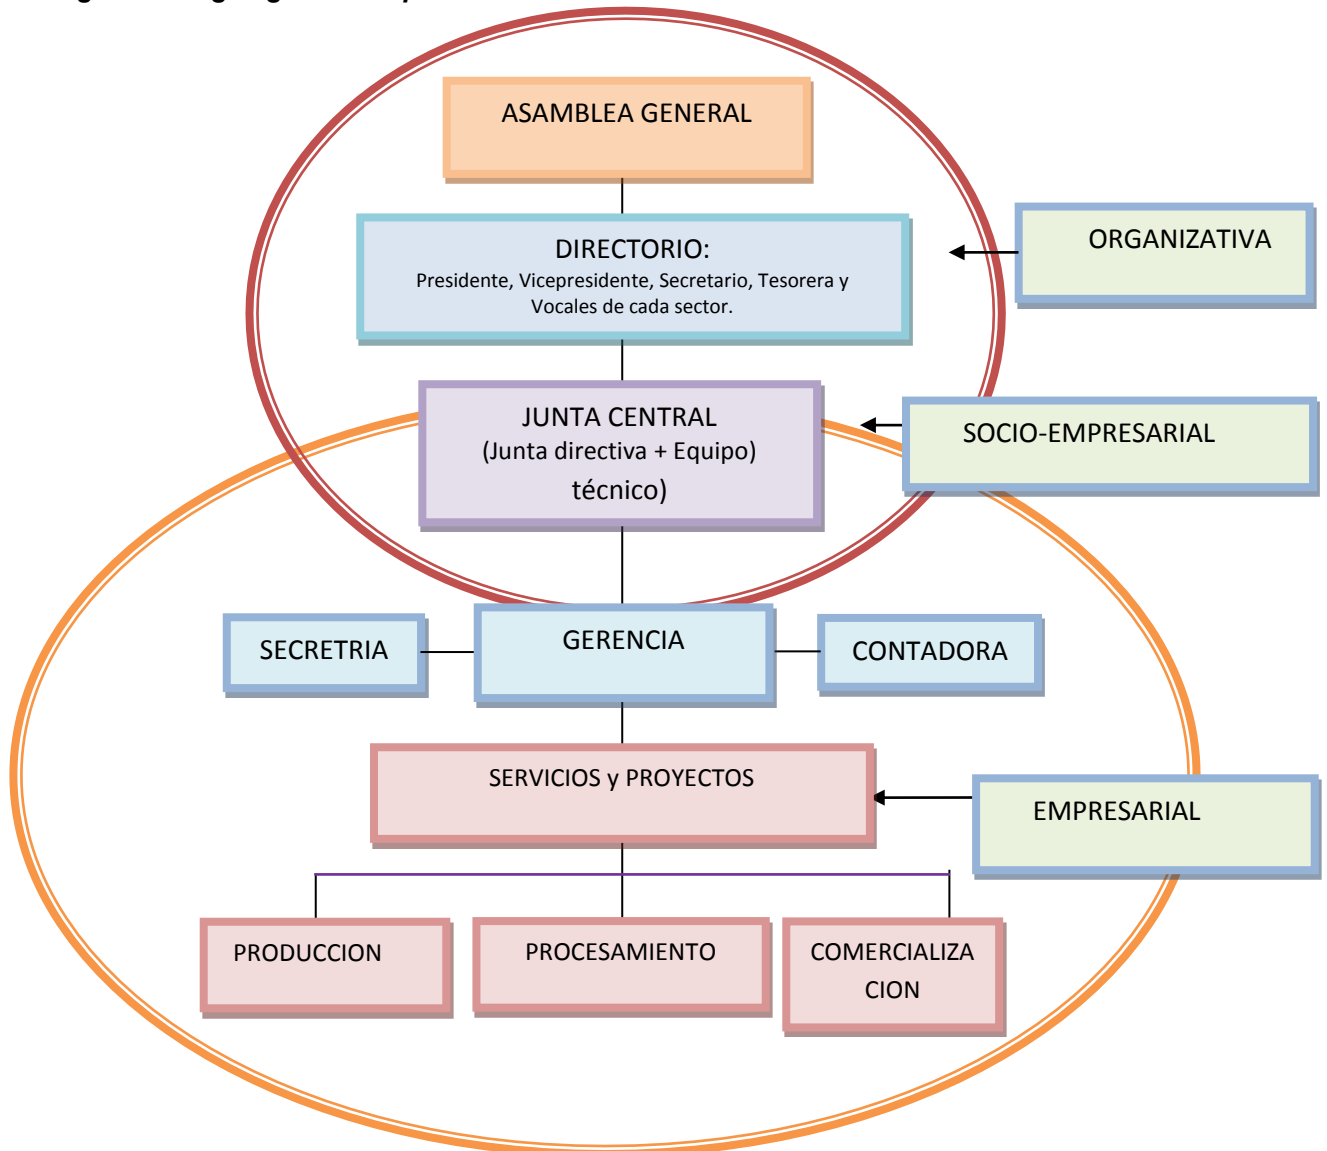 ASAMBLEA GENERAL
DIRECTORIO:
Presidente, Vicepresidente, Secretario, Tesorera y
Vocales de cada sector.
ORGANIZATIVA
JUNTA CENTRAL
(Junta directiva + Equipo)
técnico)
SOCIO-EMPRESARIAL
SECRETRIA
GERENCIA
CONTADORA
SERVICIOS y PROYECTOS
EMPRESARIAL
PRODUCCION
PROCESAMIENTO
COMERCIALIZA
CION